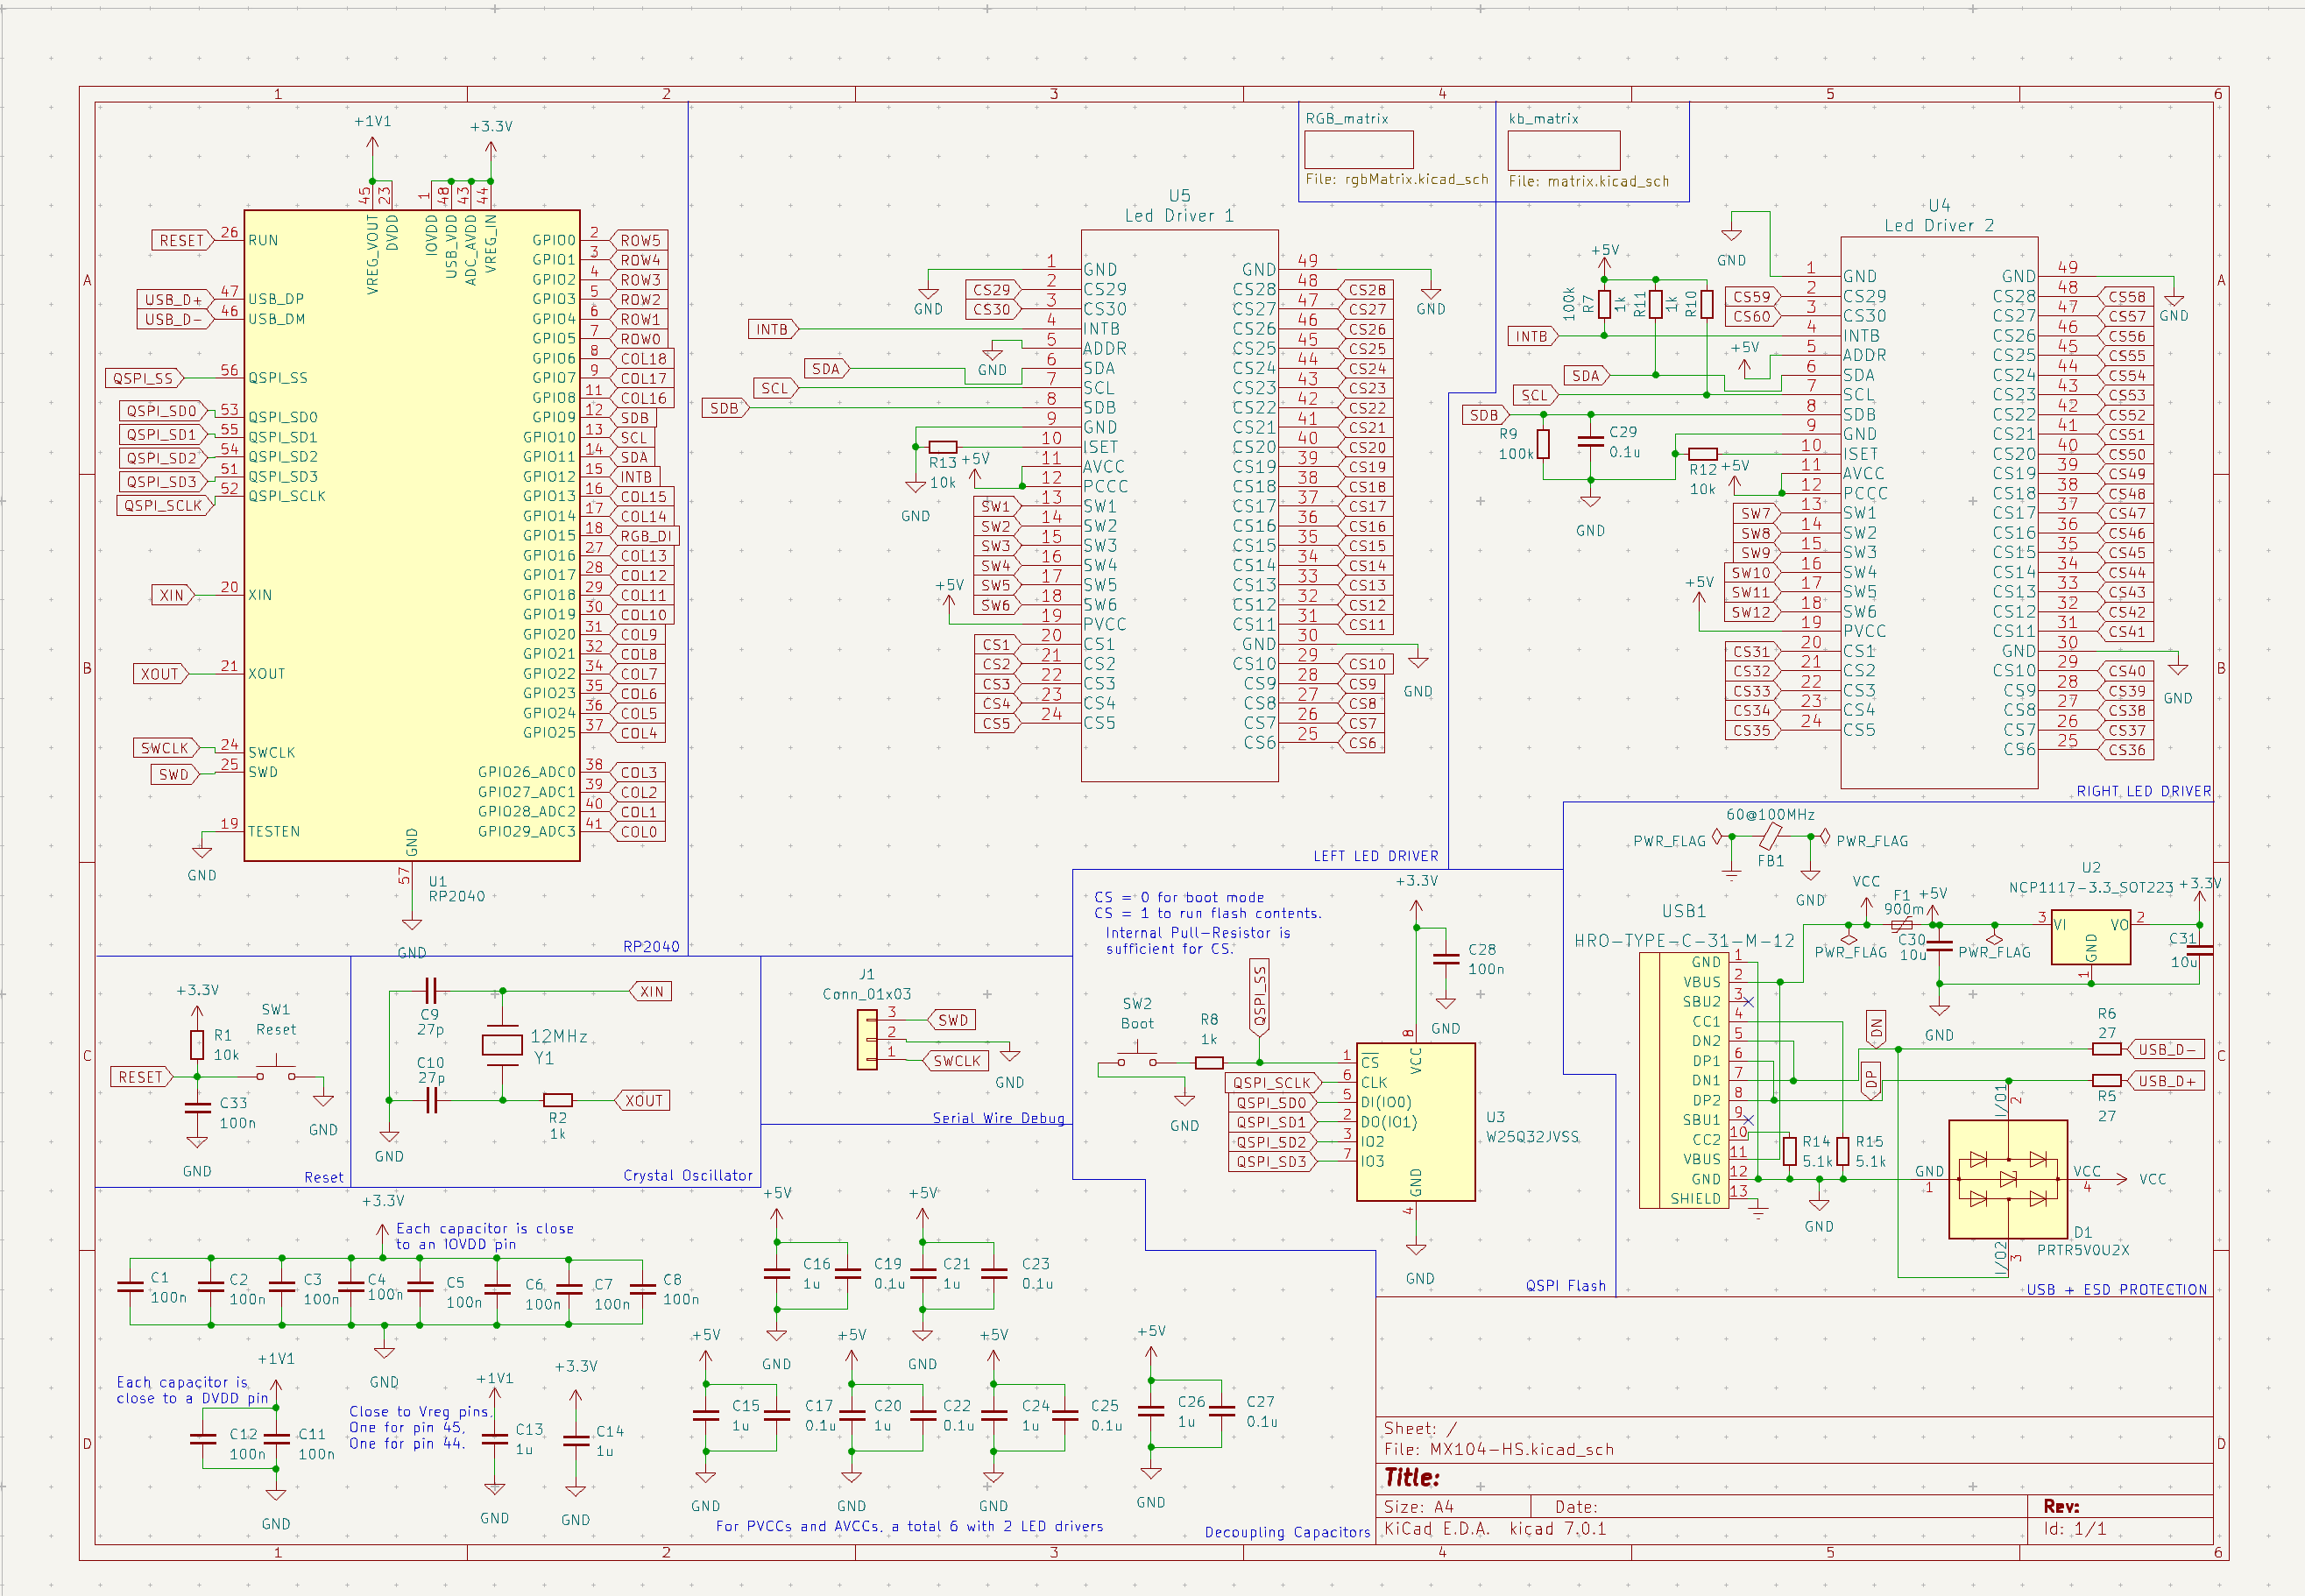 1 2 3 4 5 6
A
B
C
D
+1V1
+3.3V
45 23 1 48 43 44
VREG_VOUT DVDD IOVDD USB_VDD ADC_AVDD VREG_IN
RESET 26 RUN
USB_D+ 47 USB_DP
USB_D- 46 USB_DM
QSPI_SS 56 QSPI_SS
QSPI_SD0 53 QSPI_SD0
QSPI_SD1 55 QSPI_SD1
QSPI_SD2 54 QSPI_SD2
QSPI_SD3 51 QSPI_SD3
QSPI_SCLK 52 QSPI_SCLK
XIN 20 XIN
XOUT 21 XOUT
SWCLK 24 SWCLK
SWD 25 SWD
19 TESTEN
GND
GPIO0 2 ROW5
GPIO1 3 ROW4
GPIO2 4 ROW3
GPIO3 5 ROW2
GPIO4 6 ROW1
GPIO5 7 ROW0
GPIO6 8 COL18
GPIO7 9 COL17
GPIO8 11 COL16
GPIO9 12 SDB
GPIO10 13 SCL
GPIO11 14 SDA
GPIO12 15 INTB
GPIO13 16 COL15
GPIO14 17 COL14
GPIO15 18 RGB_DI
GPIO16 27 COL13
GPIO17 28 COL12
GPIO18 29 COL11
GPIO19 30 COL10
GPIO20 31 COL9
GPIO21 32 COL8
GPIO22 34 COL7
GPIO23 35 COL6
GPIO24 36 COL5
GPIO25 37 COL4
GPIO26_ADC0 38 COL3
GPIO27_ADC1 39 COL2
GPIO28_ADC2 40 COL1
GPIO29_ADC3 41 COL0
GND
57
U1
RP2040
GND
RP2040
RGB_matrix
File: rgbMatrix.kicad_sch
kb_matrix
File: matrix.kicad_sch
U5
Led Driver 1
1 GND
CS29 2 CS29
CS30 3 CS30
INTB 4 INTB
5 ADDR
SDA 6 SDA
SCL 7 SCL
SDB 8 SDB
9 GND
10 ISET
11 AVCC
12 PCCC
SW1 13 SW1
SW2 14 SW2
SW3 15 SW3
SW4 16 SW4
SW5 17 SW5
SW6 18 SW6
19 PVCC
CS1 20 CS1
CS2 21 CS2
CS3 22 CS3
CS4 23 CS4
CS5 24 CS5
GND
GND
R13
10k
+5V
GND
+5V
GND 49
CS28 48 CS28
CS27 47 CS27
CS26 46 CS26
CS25 45 CS25
CS24 44 CS24
CS23 43 CS23
CS22 42 CS22
CS21 41 CS21
CS20 40 CS20
CS19 39 CS19
CS18 38 CS18
CS17 37 CS17
CS16 36 CS16
CS15 35 CS15
CS14 34 CS14
CS13 33 CS13
CS12 32 CS12
CS11 31 CS11
GND 30
CS10 29 CS10
CS9 28 CS9
CS8 27 CS8
CS7 26 CS7
CS6 25 CS6
GND
GND
LEFT LED DRIVER
U4
Led Driver 2
GND
+5V
100k R7
1k R11
1k R10
1 GND
CS59 2 CS29
CS60 3 CS30
INTB 4 INTB
+5V 5 ADDR
SDA 6 SDA
SCL 7 SCL
SDB 8 SDB
9 GND
10 ISET
11 AVCC
12 PCCC
SW7 13 SW1
SW8 14 SW2
SW9 15 SW3
SW10 16 SW4
SW11 17 SW5
SW12 18 SW6
19 PVCC
CS31 20 CS1
CS32 21 CS2
CS33 22 CS3
CS34 23 CS4
CS35 24 CS5
R9
100k
C29
0.1u
R12
10k
+5V
GND
+5V
GND 49
CS28 48 CS58
CS27 47 CS57
CS26 46 CS56
CS25 45 CS55
CS24 44 CS54
CS23 43 CS53
CS22 42 CS52
CS21 41 CS51
CS20 40 CS50
CS19 39 CS49
CS18 38 CS48
CS17 37 CS47
CS16 36 CS46
CS15 35 CS45
CS14 34 CS44
CS13 33 CS43
CS12 32 CS42
CS11 31 CS41
GND 30
CS10 29 CS40
CS9 28 CS39
CS8 27 CS38
CS7 26 CS37
CS6 25 CS36
GND
GND
RIGHT LED DRIVER
+3.3V
R1
10k
SW1
Reset
RESET
C33
100n
GND
GND
Reset
C9
27p
XIN
12MHz
Y1
C10
27p
R2
1k
XOUT
GND
Crystal Oscillator
J1
Conn_01x03
3 SWD
2
1 SWCLK
GND
Serial Wire Debug
CS = 0 for boot mode
CS = 1 to run flash contents.
Internal Pull-Resistor is
sufficient for CS.
+3.3V
C28
100n
GND
QSPI_SS
SW2
Boot
R8
1k
GND
8
VCC
1 CS
QSPI_SCLK 6 CLK
QSPI_SD0 5 DI(IO0)
QSPI_SD1 2 DO(IO1)
QSPI_SD2 3 IO2
QSPI_SD3 7 IO3
GND
4
U3
W25Q32JVSS
GND
QSPI Flash
60@100MHz
PWR_FLAG
PWR_FLAG
FB1
GND
USB1
HRO-TYPE-C-31-M-12
GND 1
VBUS 2
SBU2 3
CC1 4
DN2 5
DP1 6
DN1 7
DP2 8
SBU1 9
CC2 10
VBUS 11
GND 12
SHIELD 13
VCC
F1
900m
+5V
PWR_FLAG
C30
10u
PWR_FLAG
GND
U2
NCP1117-3.3_SOT223
3 VI VO 2
GND
1
+3.3V
C31
10u
DN
DP
R6
27
USB_D-
USB_D+
R5
27
R14
5.1k
R15
5.1k
GND
I/O1
2
GND
1
VCC
4
VCC
I/O2
3
D1
PRTR5V0U2X
USB + ESD PROTECTION
+3.3V
Each capacitor is close
to an IOVDD pin
C1
100n
C2
100n
C3
100n
C4
100n
C5
100n
C6
100n
C7
100n
C8
100n
GND
Each capacitor is
close to a DVDD pin
+1V1
C12
100n
C11
100n
GND
Close to Vreg pins.
One for pin 45,
One for pin 44.
+1V1
C13
1u
GND
+3.3V
C14
1u
GND
+5V
C16
1u
C19
0.1u
GND
+5V
C21
1u
C23
0.1u
GND
+5V
C15
1u
C17
0.1u
GND
+5V
C20
1u
C22
0.1u
GND
+5V
C24
1u
C25
0.1u
GND
+5V
C26
1u
C27
0.1u
GND
For PVCCs and AVCCs, a total 6 with 2 LED drivers
Decoupling Capacitors
Sheet: /
File: MX104-HS.kicad_sch
Title:
Size: A4 Date: Rev:
KiCad E.D.A. kicad 7.0.1 Id: 1/1
1 2 3 4 5 6